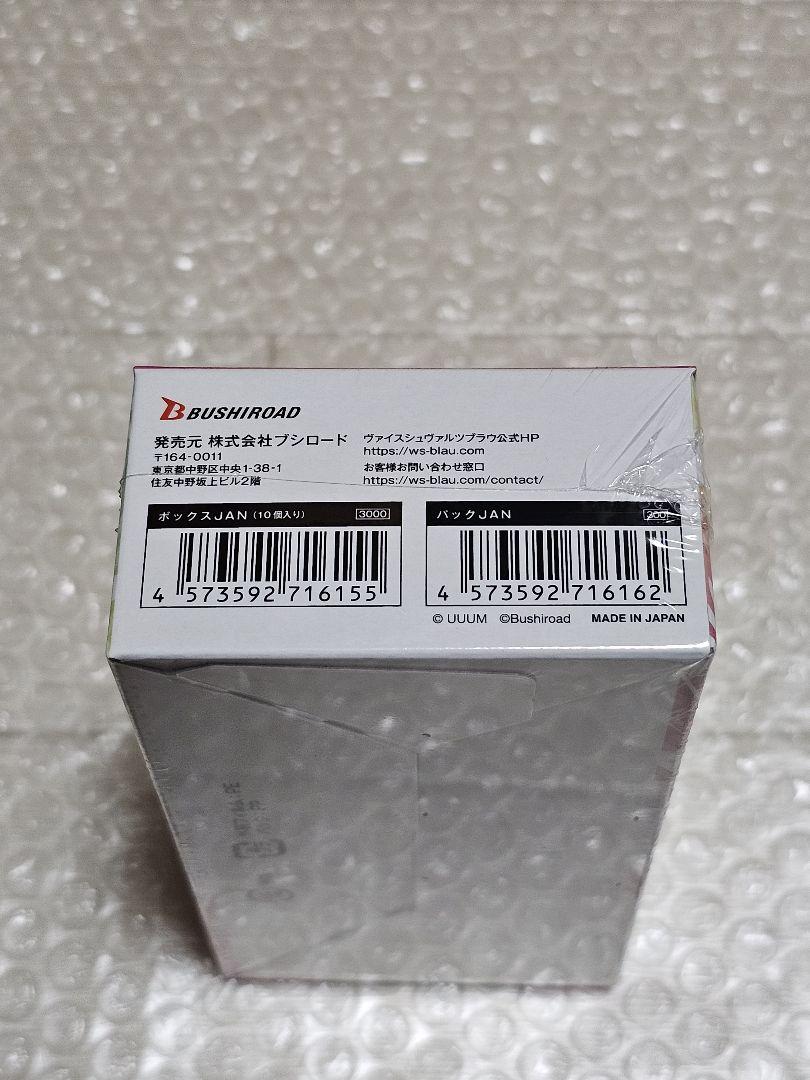 BUSHIROAD
発売元 株式会社ブシロード
〒164-0011
東京都中野区中央1-38-1
住友中野坂上ビル2階
ヴァイスシュヴァルツブラウ公式HP
https://ws-blau.com
お客様お問い合わせ窓口
https://ws-blau.com/contact/
ボックスJAN(10個入り) 3000
4 573592 716155
パックJAN 300
4 573592 716162
© UUUM ©Bushiroad MADE IN JAPAN